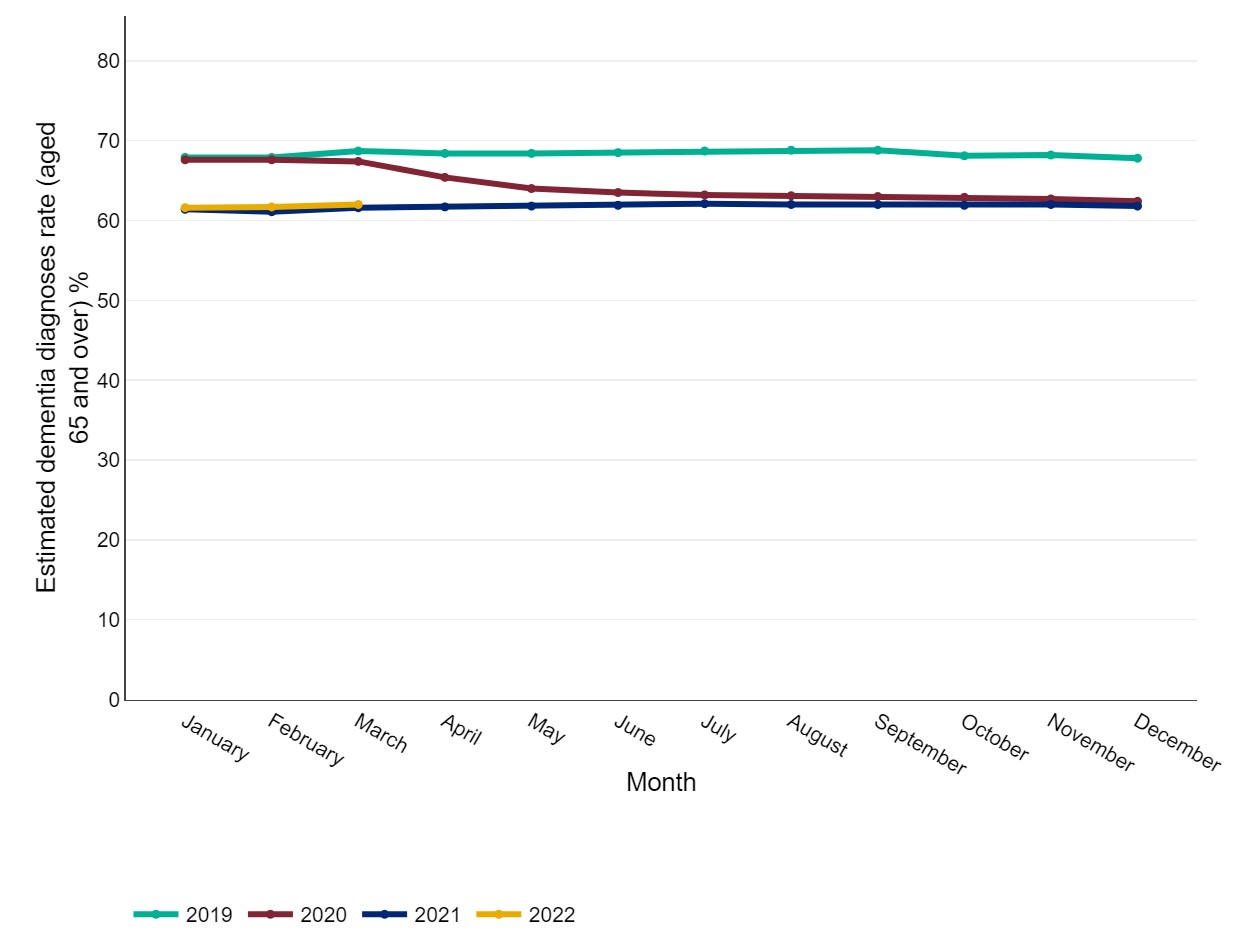 Estimated dementia diagnoses rate (aged
65 and over) %
80
70
60
50
40
30
20
10
0
January February March April May June July August September October November December
Month
2019 2020 2021 2022